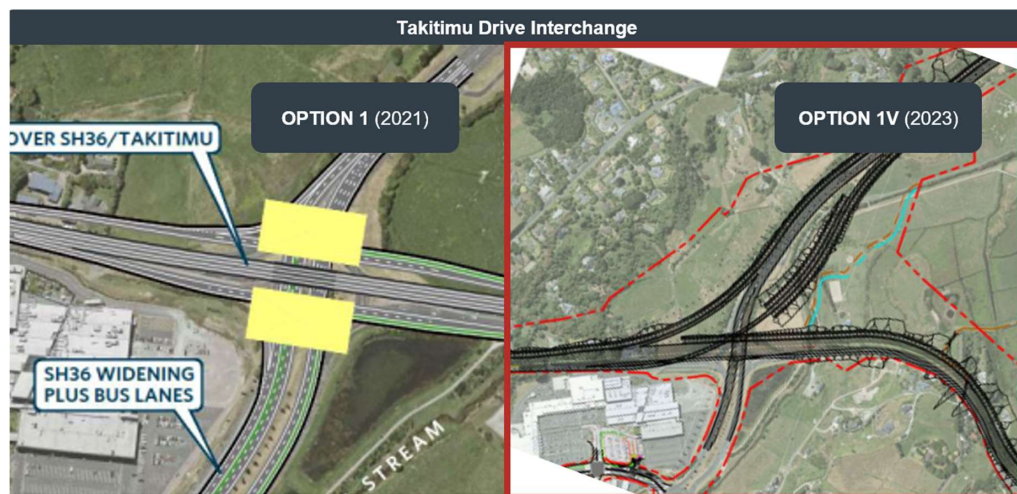 Takitimu Drive Interchange
OPTION 1 (2021)
OVER SH36/TAKITIMU
SH36 WIDENING
PLUS BUS LANES
STREAM
OPTION 1V (2023)